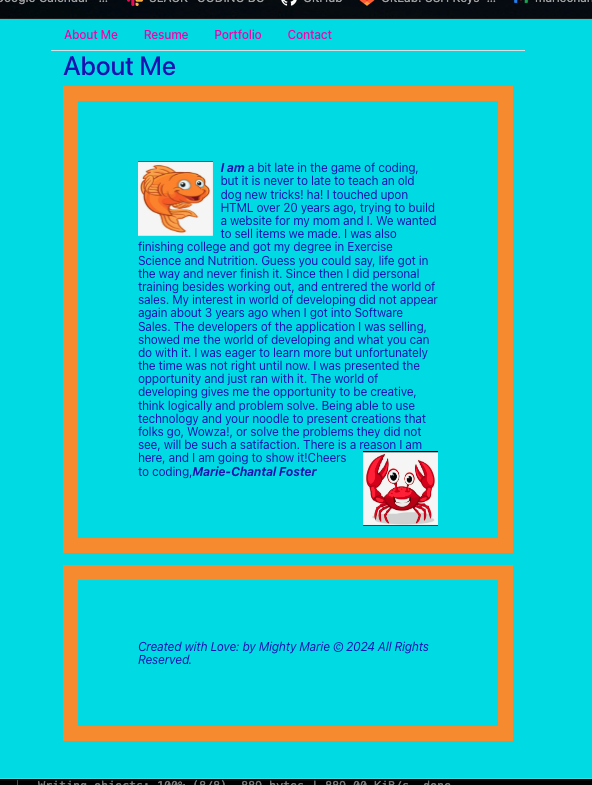 Google Calendar - ...
SLACK - CODING BC
GitHub
GitLab: SSH Keys ·...
About Me
Resume
Portfolio
Contact
About Me
I am a bit late in the game of coding,
but it is never to late to teach an old
dog new tricks! ha! I touched upon
HTML over 20 years ago, trying to build
a website for my mom and I. We wanted
to sell items we made. I was also
finishing college and got my degree in Exercise
Science and Nutrition. Guess you could say, life got in
the way and never finish it. Since then I did personal
training besides working out, and entrered the world of
sales. My interest in world of developing did not appear
again about 3 years ago when I got into Software
Sales. The developers of the application I was selling,
showed me the world of developing and what you can
do with it. I was eager to learn more but unfortunately
the time was not right until now. I was presented the
opportunity and just ran with it. The world of
developing gives me the opportunity to be creative,
think logically and problem solve. Being able to use
technology and your noodle to present creations that
folks go, Wowza!, or solve the problems they did not
see, will be such a satifaction. There is a reason I am
here, and I am going to show it!Cheers
to coding,Marie-Chantal Foster
Created with Love: by Mighty Marie © 2024 All Rights
Reserved.
Writing objects: 100% (8/8), 889 bytes | 889.00 KiB/s, done.